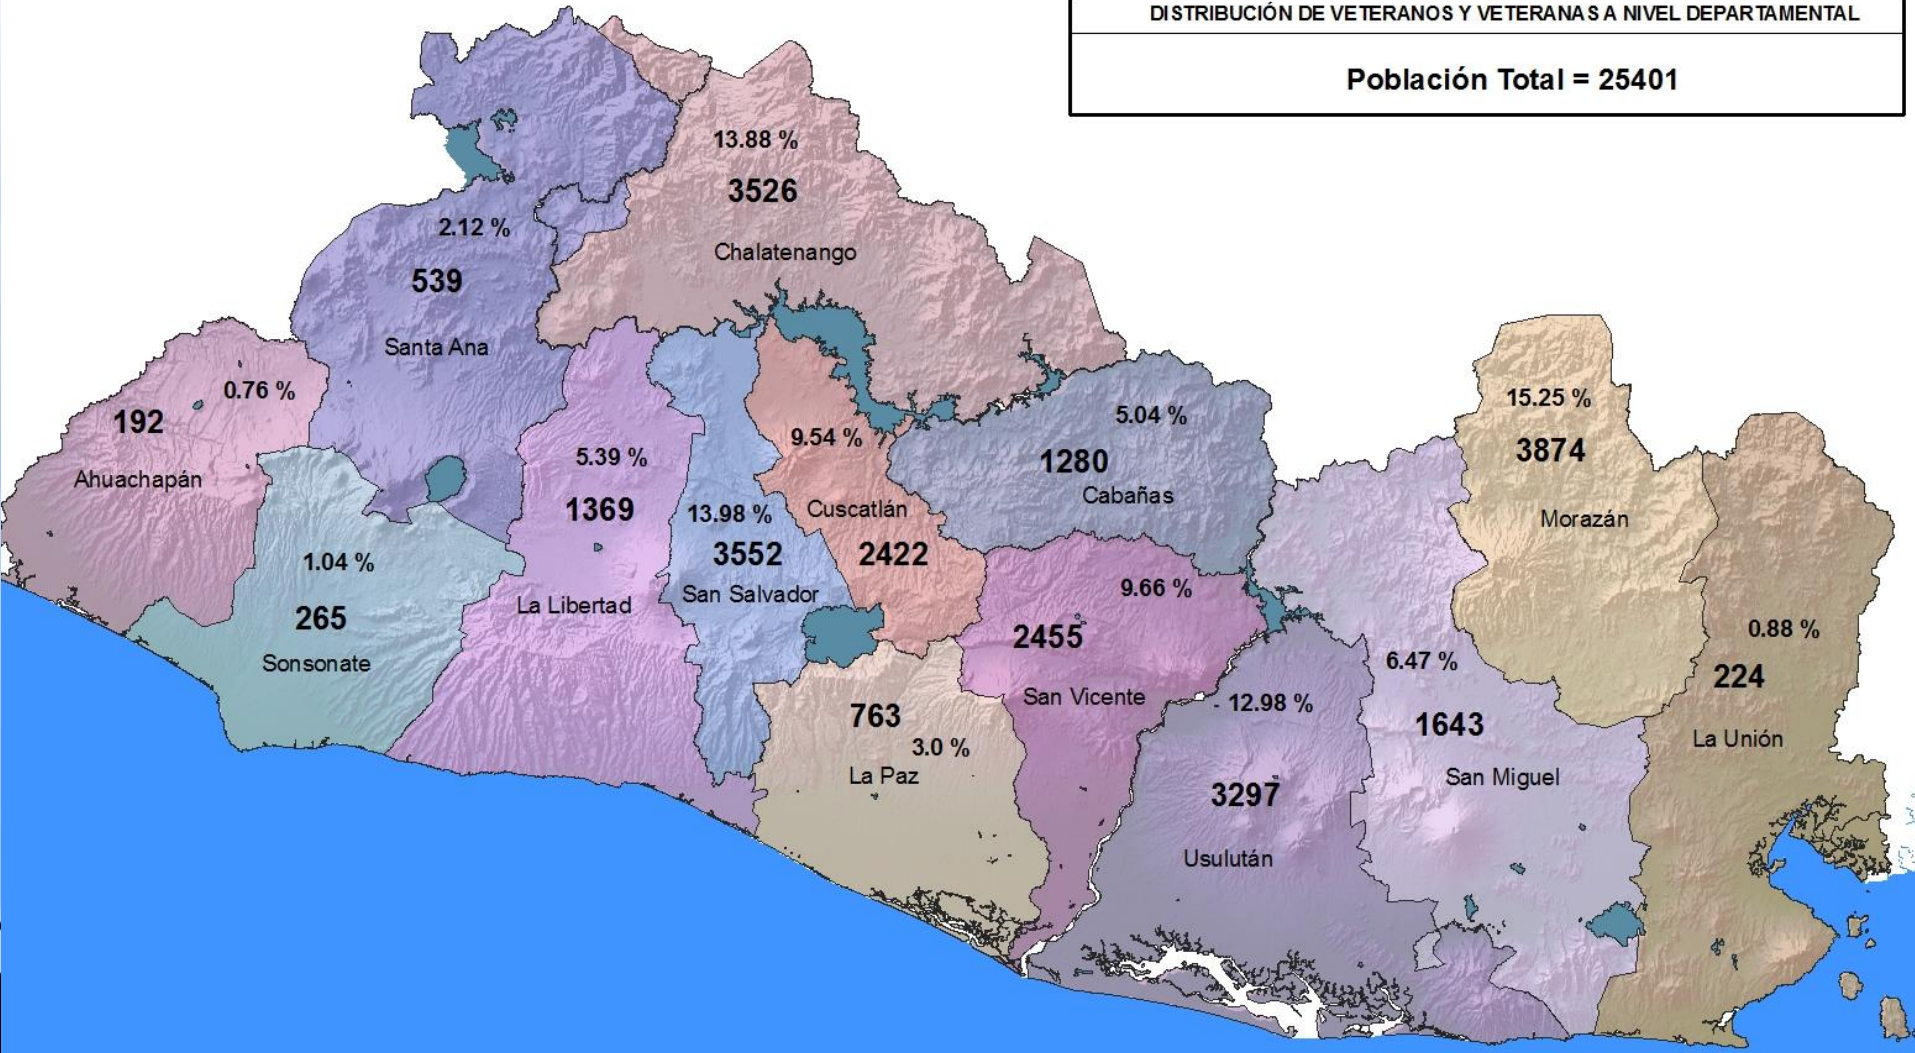 DISTRIBUCIÓN DE VETERANOS Y VETERANAS A NIVEL DEPARTAMENTAL
Población Total = 25401
13.88 %
3526
Chalatenango
2.12 %
539
Santa Ana
0.76 %
192
Ahuachapán
1.04 %
265
Sonsonate
5.39 %
1369
La Libertad
13.98 %
3552
San Salvador
9.54 %
Cuscatlán
2422
5.04 %
1280
Cabañas
9.66 %
2455
San Vicente
763
3.0 %
La Paz
12.98 %
3297
Usulután
6.47 %
1643
San Miguel
15.25 %
3874
Morazán
0.88 %
224
La Unión